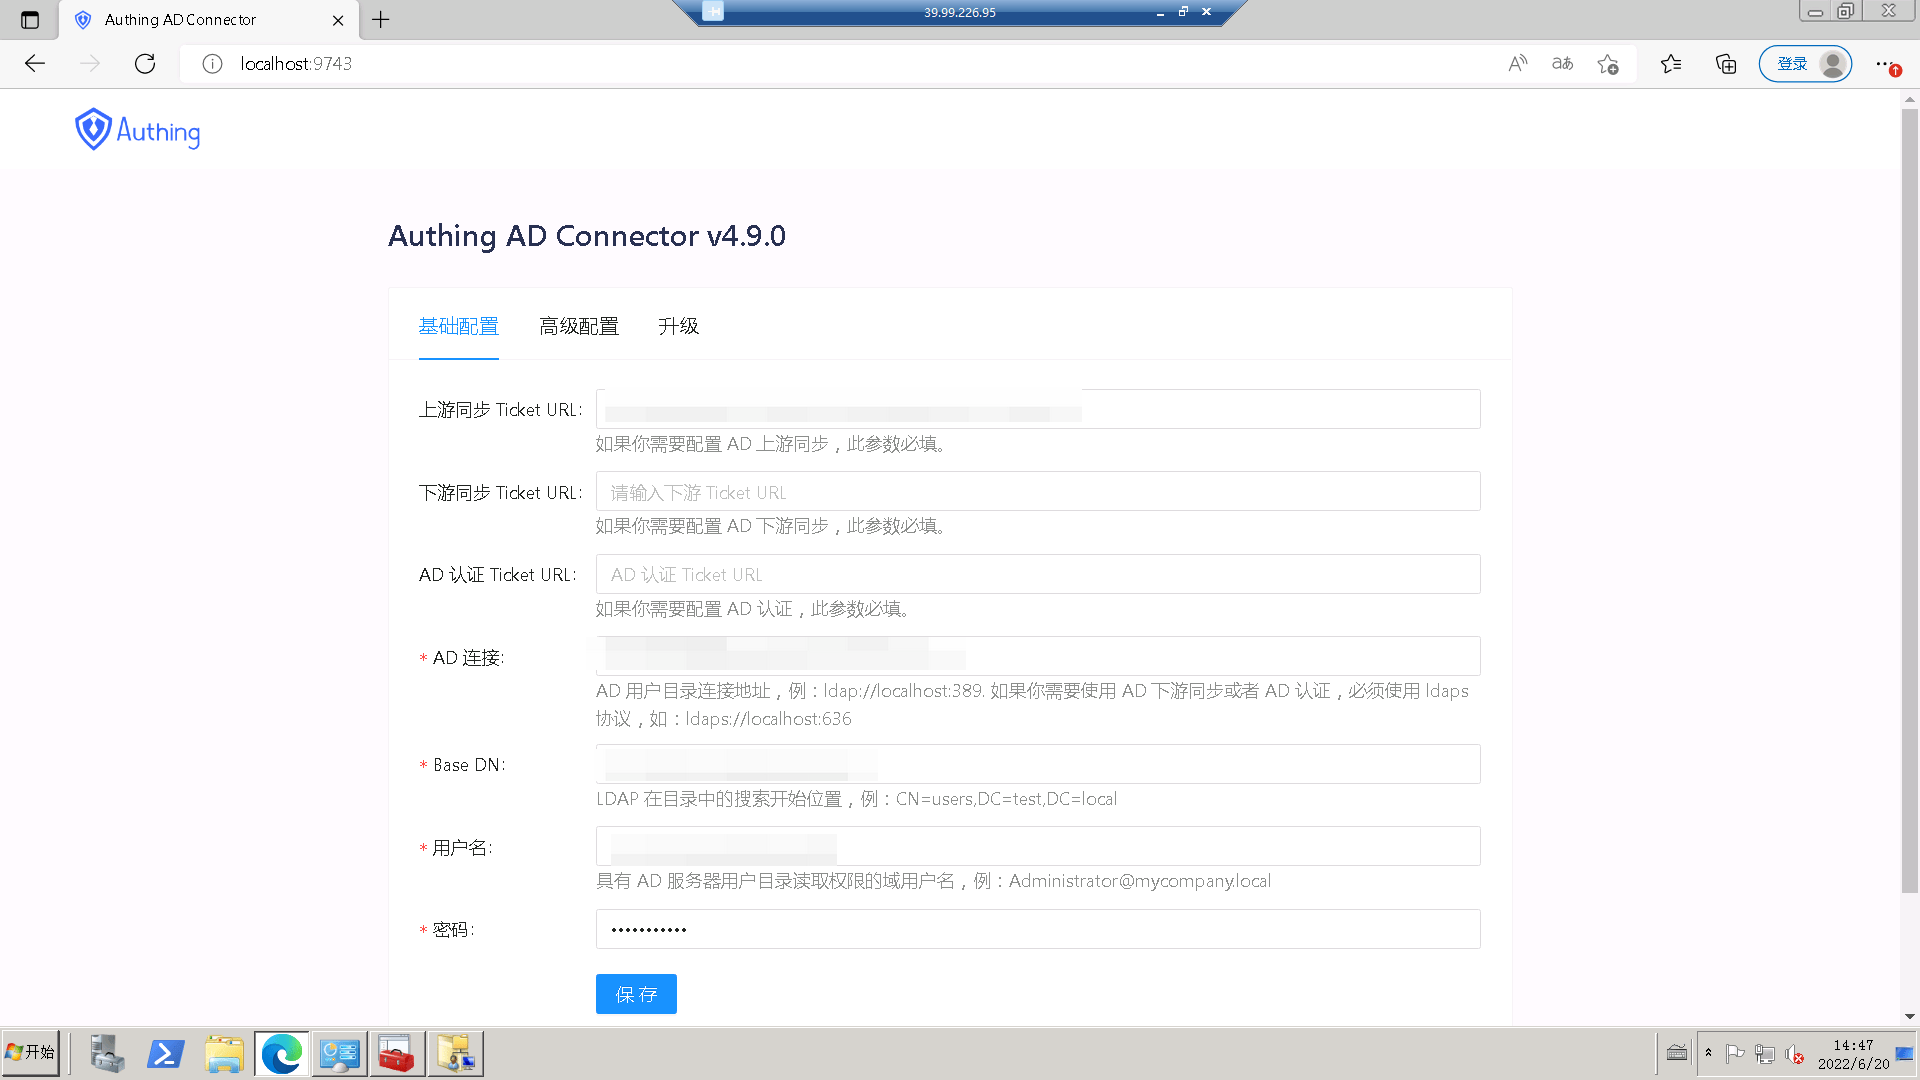 Authing AD Connector
39.99.226.95
localhost:9743
aあ
登录
Authing
Authing AD Connector v4.9.0
基础配置
高级配置
升级
上游同步 Ticket URL:
如果你需要配置 AD 上游同步，此参数必填。
下游同步 Ticket URL:
请输入下游 Ticket URL
如果你需要配置 AD 下游同步，此参数必填。
AD 认证 Ticket URL:
AD 认证 Ticket URL
如果你需要配置 AD 认证，此参数必填。
* AD 连接:
AD 用户目录连接地址，例：ldap://localhost:389. 如果你需要使用 AD 下游同步或者 AD 认证，必须使用 ldaps
协议，如：ldaps://localhost:636
* Base DN:
LDAP 在目录中的搜索开始位置，例：CN=users,DC=test,DC=local
* 用户名:
具有 AD 服务器用户目录读取权限的域用户名，例：Administrator@mycompany.local
* 密码:
•••••••••••
保存
开始
14:47
2022/6/20